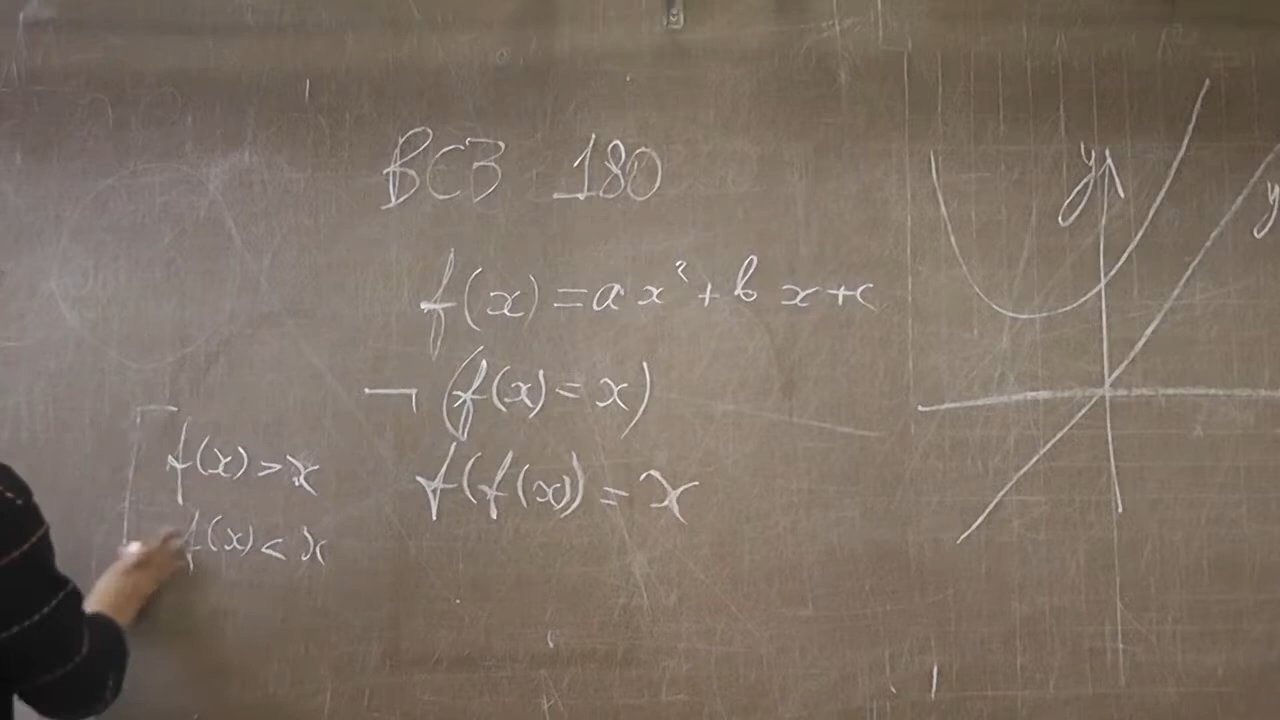 ВСЗ 180
f(x) = ax² + bx + c
¬ (f(x) = x)
f(f(x)) = x
f(x) > x
f(x) < x
y
y